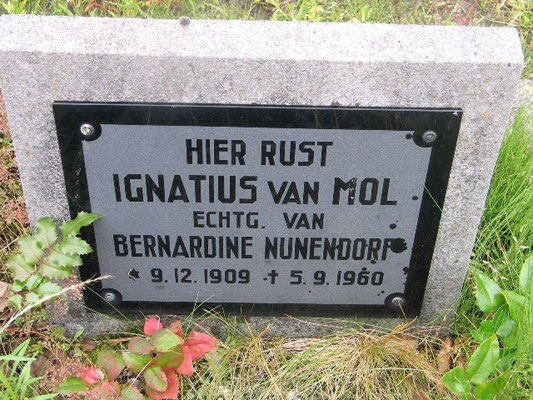 HIER RUST
IGNATIUS VAN MOL
ECHTG. VAN
BERNARDINE NUNENDORF
* 9.12.1909 † 5.9.1960